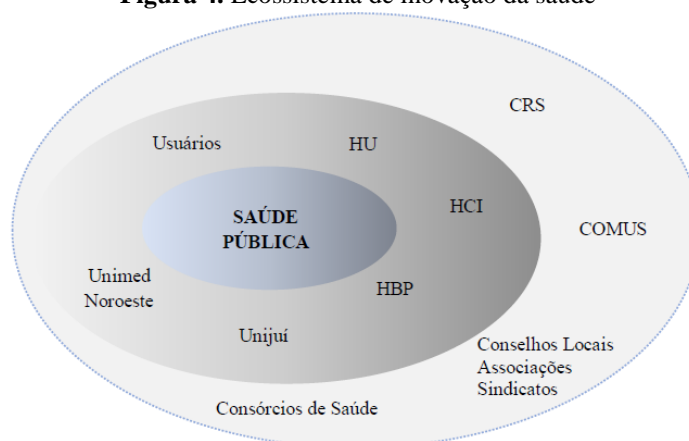 Figura 4. Ecossistema de inovação da saúde
CRS
Usuários
HU
HCI
SAÚDE
PÚBLICA
COMUS
Unimed
Noroeste
HBP
Unijuí
Conselhos Locais
Associações
Sindicatos
Consórcios de Saúde